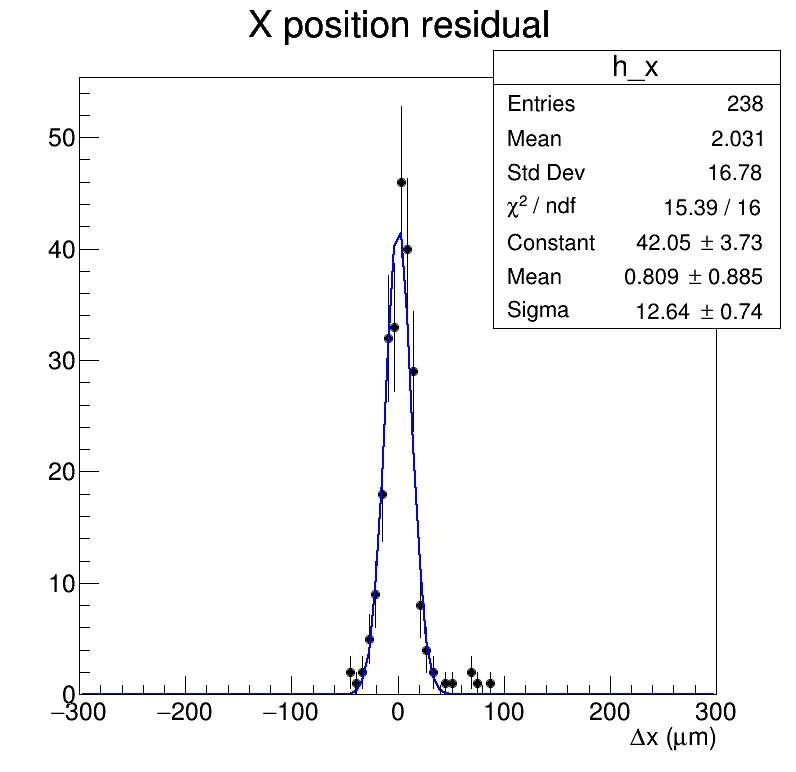 X position residual
h_x
Entries 238
Mean 2.031
Std Dev 16.78
χ² / ndf 15.39 / 16
Constant 42.05 ± 3.73
Mean 0.809 ± 0.885
Sigma 12.64 ± 0.74
50
40
30
20
10
0
−300 −200 −100 0 100 200 300
Δx (μm)